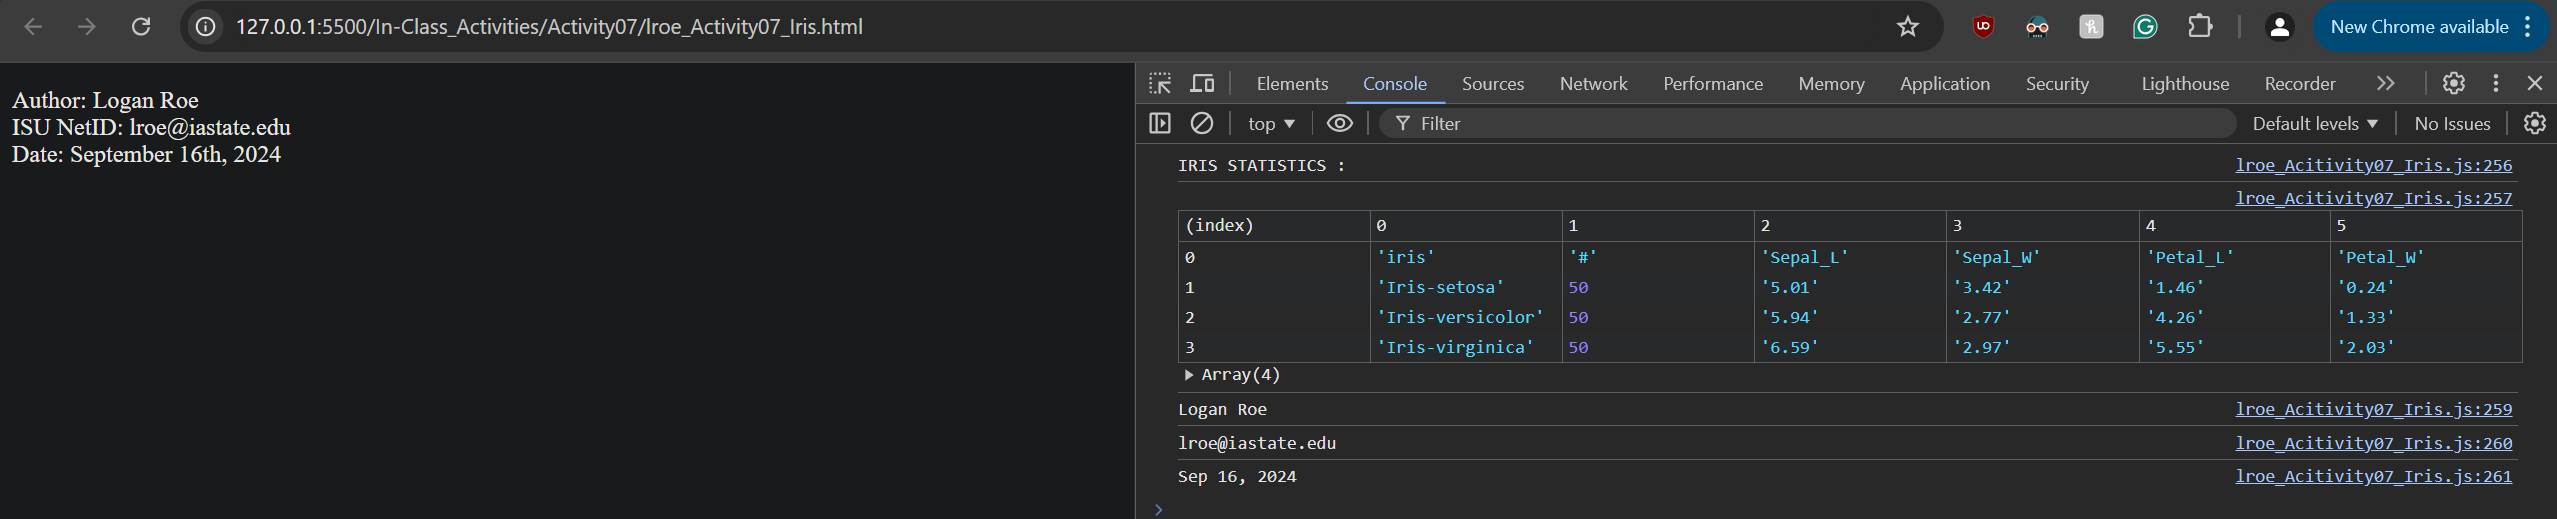 127.0.0.1:5500/In-Class_Activities/Activity07/lroe_Activity07_Iris.html
New Chrome available
Author: Logan Roe
ISU NetID: lroe@iastate.edu
Date: September 16th, 2024
Elements Console Sources Network Performance Memory Application Security Lighthouse Recorder
top Filter Default levels No Issues
IRIS STATISTICS : lroe_Acitivity07_Iris.js:256
lroe_Acitivity07_Iris.js:257
(index) 0 1 2 3 4 5
0 'iris' '#' 'Sepal_L' 'Sepal_W' 'Petal_L' 'Petal_W'
1 'Iris-setosa' 50 '5.01' '3.42' '1.46' '0.24'
2 'Iris-versicolor' 50 '5.94' '2.77' '4.26' '1.33'
3 'Iris-virginica' 50 '6.59' '2.97' '5.55' '2.03'
Array(4)
Logan Roe lroe_Acitivity07_Iris.js:259
lroe@iastate.edu lroe_Acitivity07_Iris.js:260
Sep 16, 2024 lroe_Acitivity07_Iris.js:261